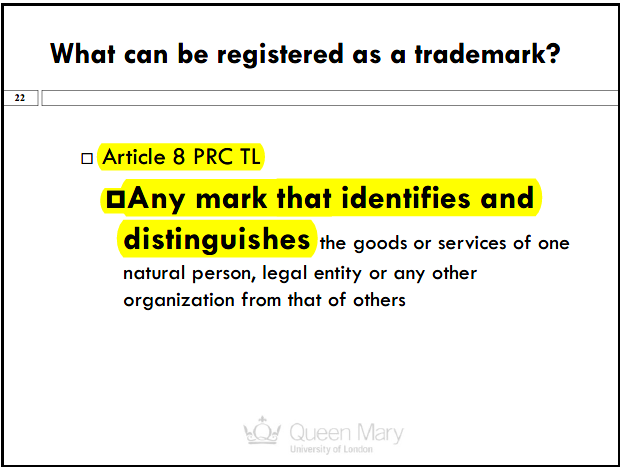 What can be registered as a trademark?
22
Article 8 PRC TL
Any mark that identifies and
distinguishes the goods or services of one
natural person, legal entity or any other
organization from that of others
Queen Mary
University of London